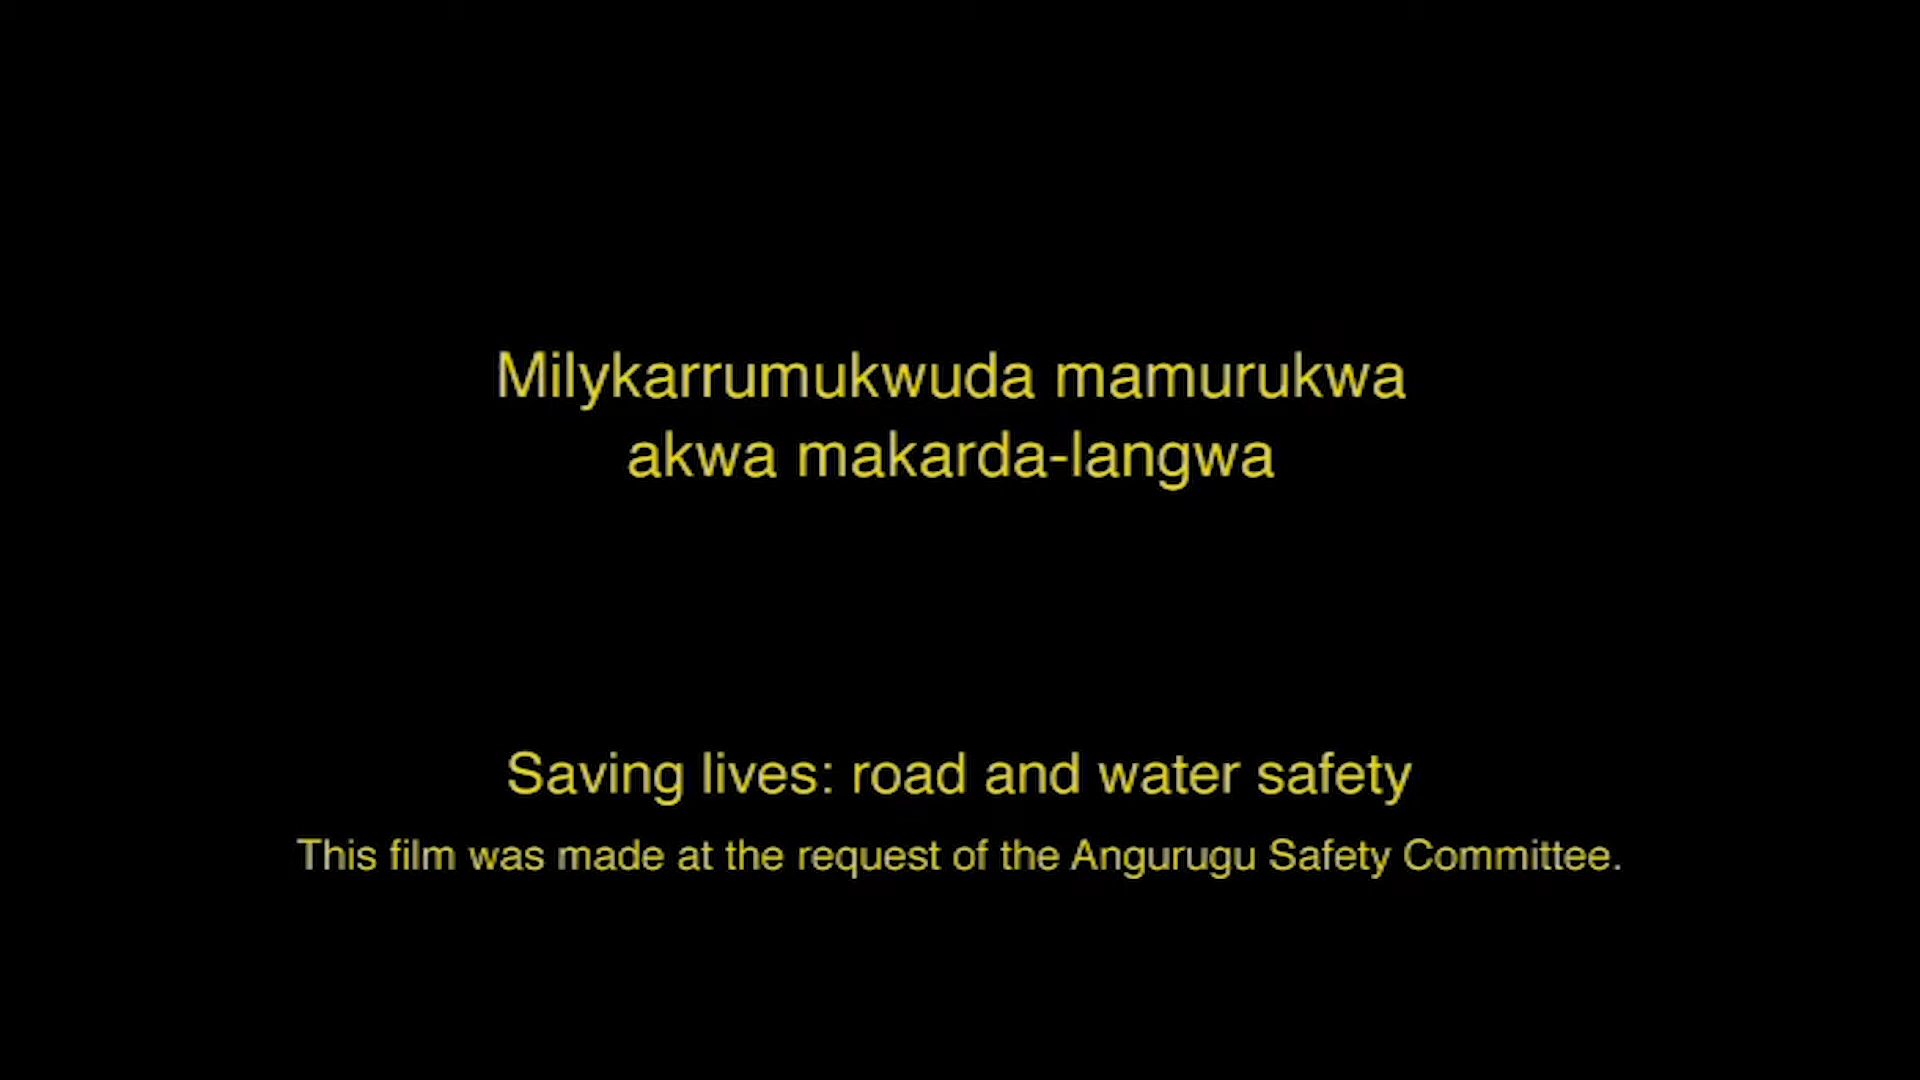 Milykarrumukwuda mamurukwa
akwa makarda-langwa
Saving lives: road and water safety
This film was made at the request of the Angurugu Safety Committee.